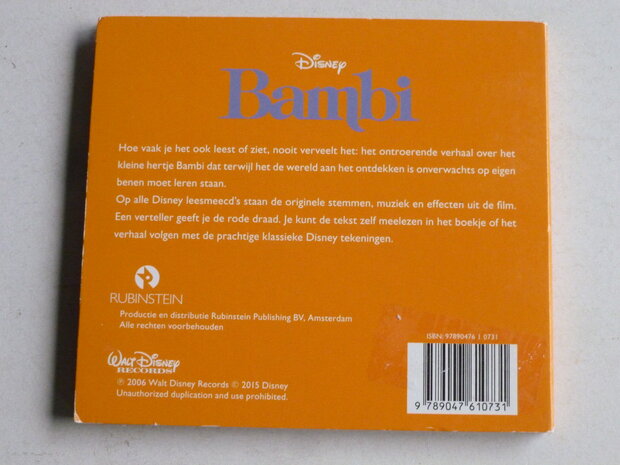 Disney
Bambi
Hoe vaak je het ook leest of ziet, nooit verveelt het: het ontroerende verhaal over het
kleine hertje Bambi dat terwijl het de wereld aan het ontdekken is onverwachts op eigen
benen moet leren staan.
Op alle Disney leesmeecd's staan de originele stemmen, muziek en effecten uit de film.
Een verteller geeft je de rode draad. Je kunt de tekst zelf meelezen in het boekje of het
verhaal volgen met de prachtige klassieke Disney tekeningen.
RUBINSTEIN
Productie en distributie Rubinstein Publishing BV, Amsterdam
Alle rechten voorbehouden
ISBN: 97890476 1 0731
WALT DISNEY
RECORDS
℗ 2006 Walt Disney Records © 2015 Disney
Unauthorized duplication and use prohibited.
9 789047 610731